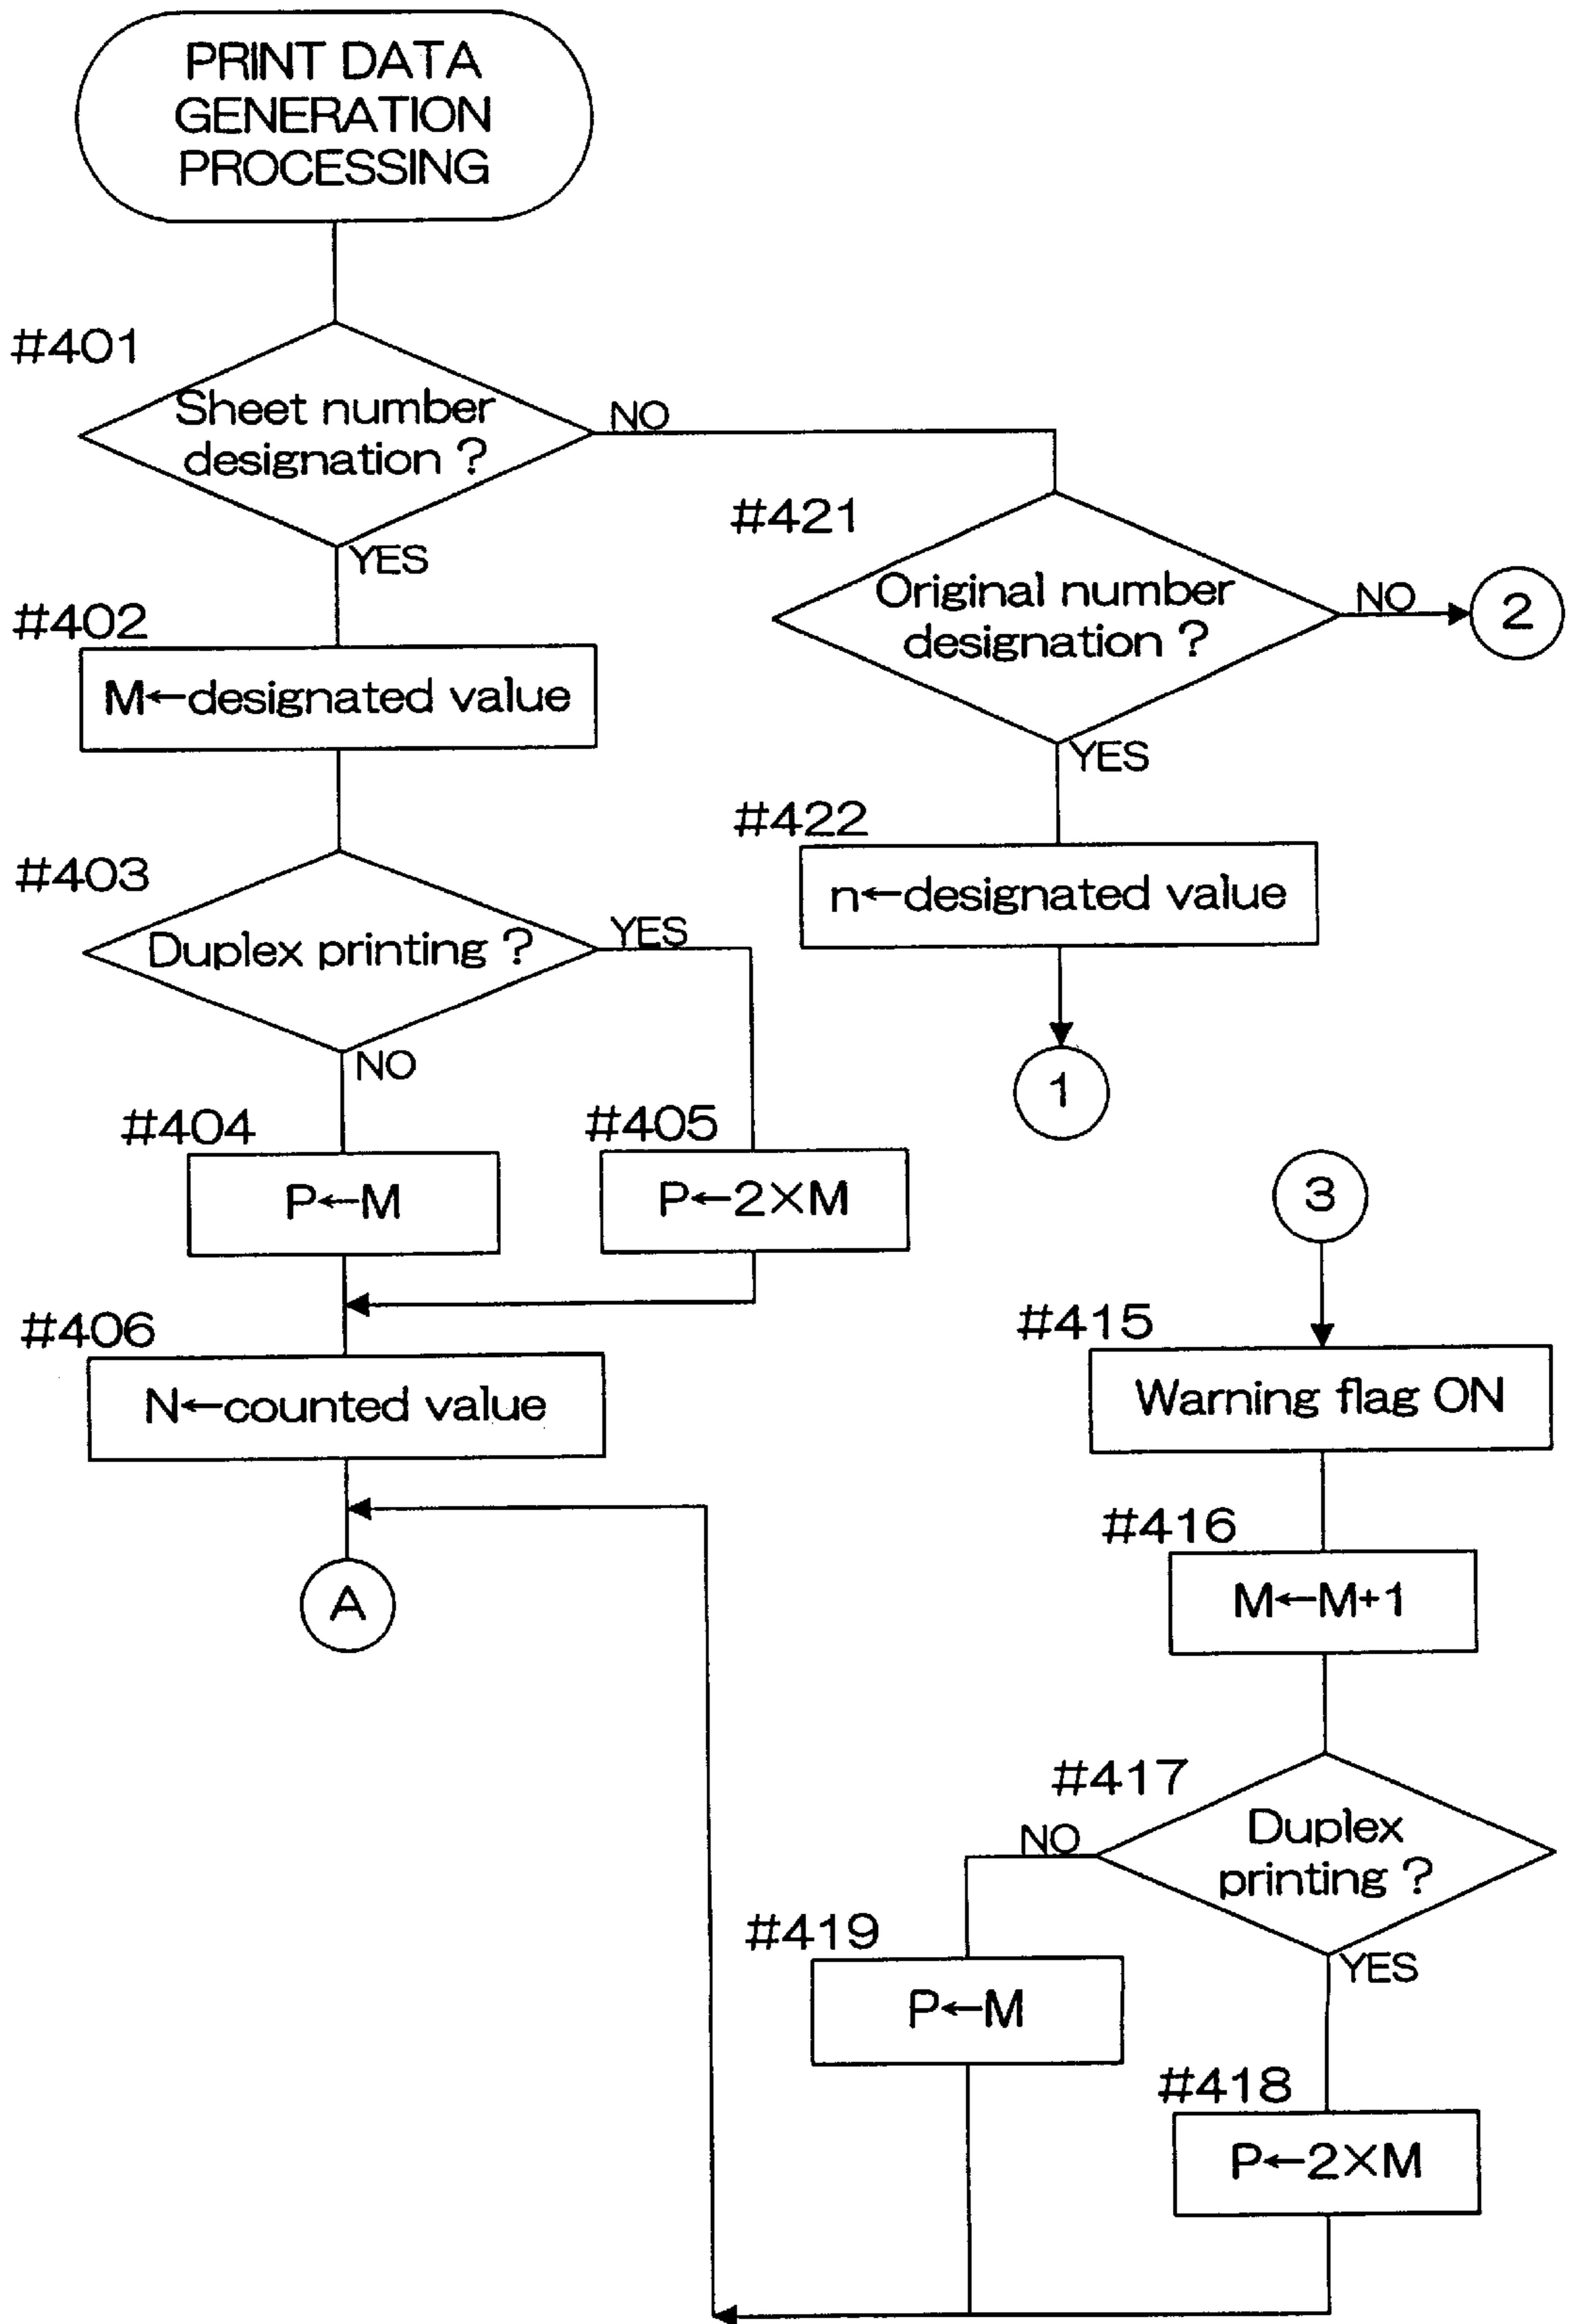 PRINT DATA
GENERATION
PROCESSING
#401
Sheet number
designation ?
NO
YES
#421
Original number
designation ?
NO
2
YES
#402
M←designated value
#422
n←designated value
1
#403
Duplex printing ?
YES
NO
#404
P←M
#405
P←2×M
#406
N←counted value
A
3
#415
Warning flag ON
#416
M←M+1
#417
Duplex
printing ?
NO
YES
#419
P←M
#418
P←2×M